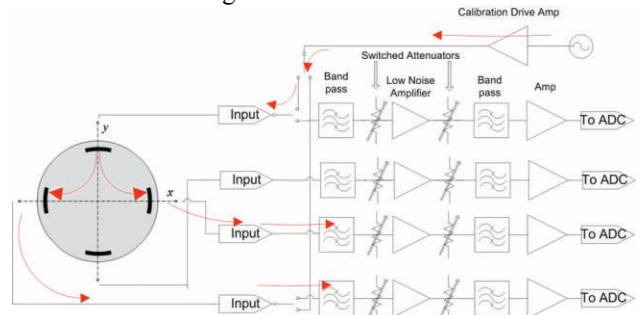 Calibration Drive Amp
Switched Attenuators
Band
pass
Low Noise
Amplifier
Band
pass
Amp
Input
To ADC
y
Input
To ADC
x
Input
To ADC
Input
To ADC